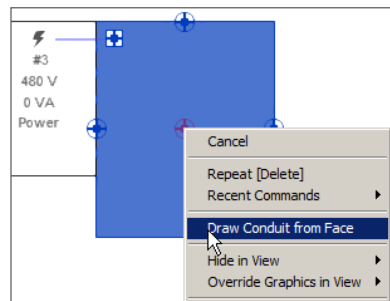 #3
480 V
0 VA
Power
Cancel
Repeat [Delete]
Recent Commands
Draw Conduit from Face
Hide in View
Override Graphics in View